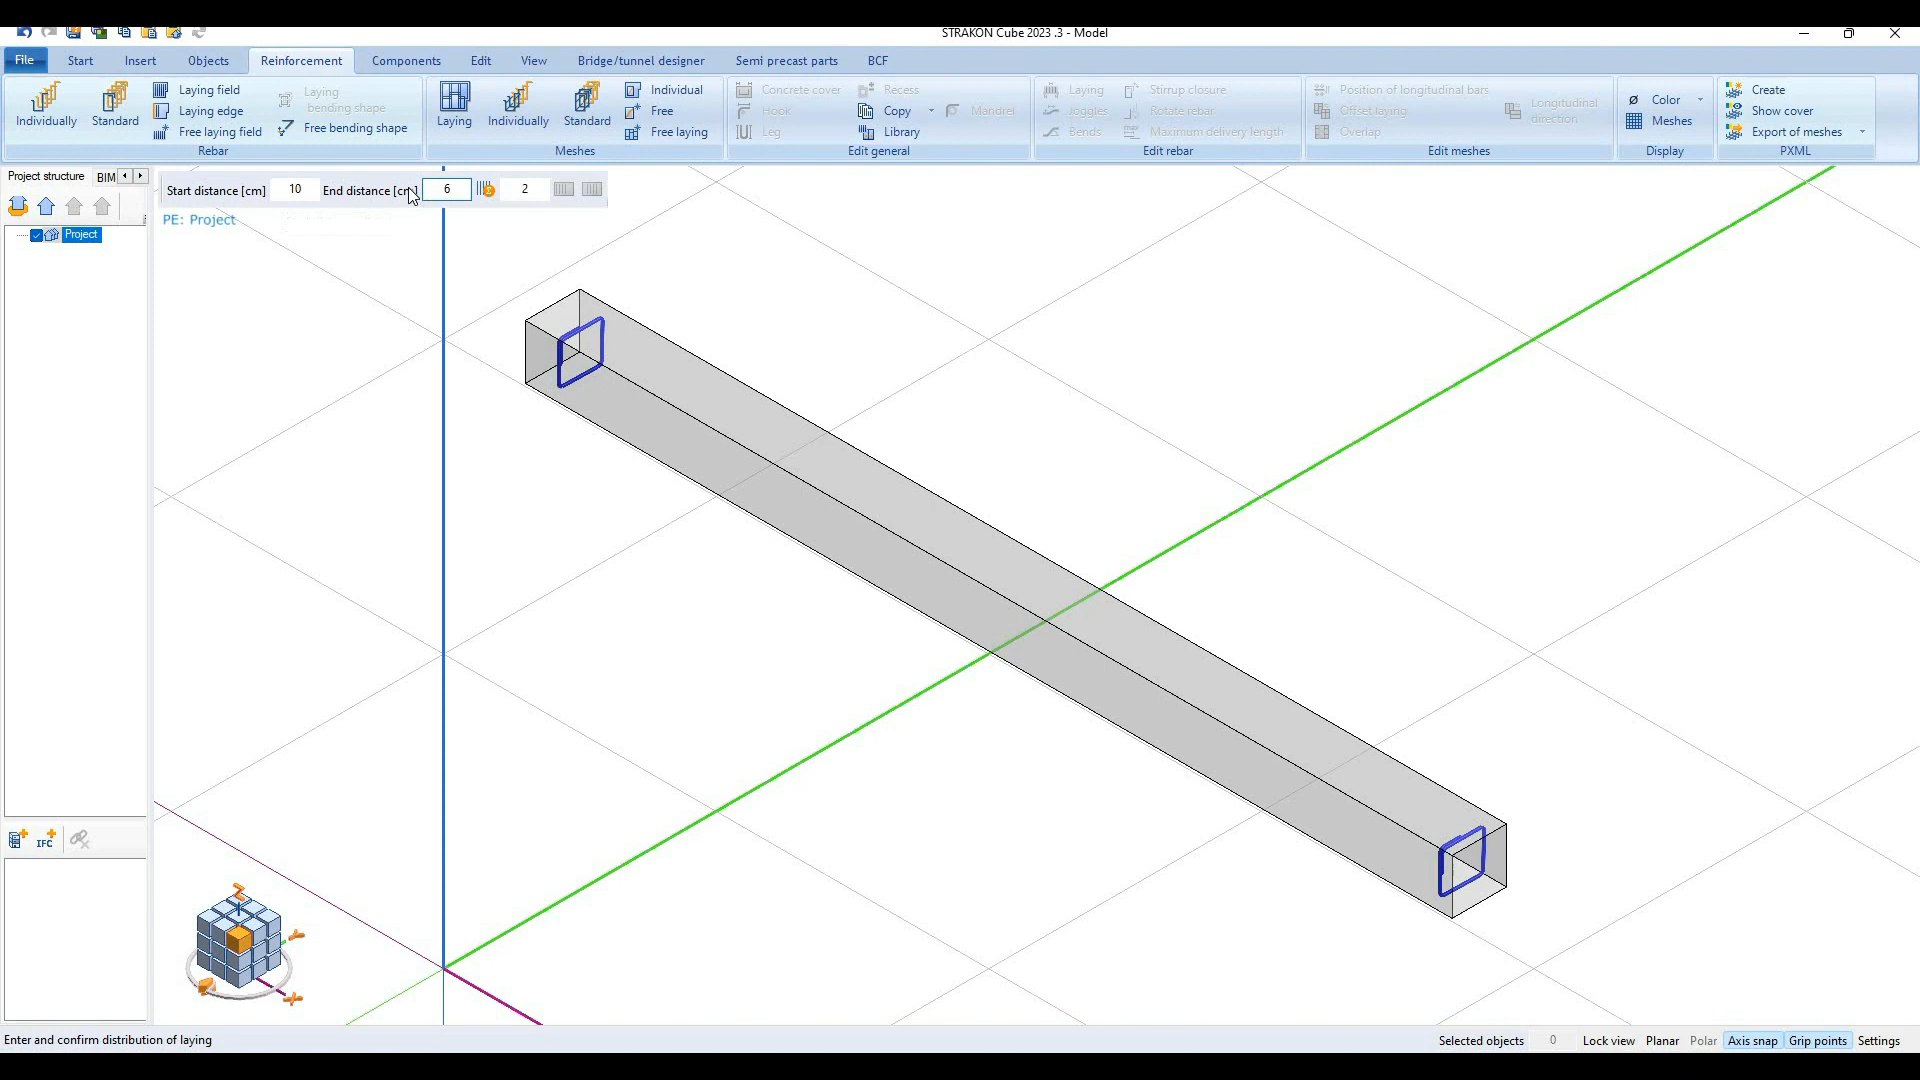 STRAKON Cube 2023 .3 - Model
File Start Insert Objects Reinforcement Components Edit View Bridge/tunnel designer Semi precast parts BCF
Laying field Laying Individual Concrete cover Recess Laying Stirrup closure Position of longitudinal bars Color Create
bending shape
Individually Standard Laying edge Laying Individually Standard Free Hook Copy Mandrel Joggles Rotate rebar Offset laying Longitudinal Meshes Show cover
direction
Free laying field Free bending shape Free laying Leg Library Bends Maximum delivery length Overlap Export of meshes
Rebar Meshes Edit general Edit rebar Edit meshes Display PXML
Project structure BIM
Start distance [cm] 10 End distance [cm] 6 2
PE: Project
Project
IFC
Z
Enter and confirm distribution of laying Selected objects 0 Lock view Planar Polar Axis snap Grip points Settings